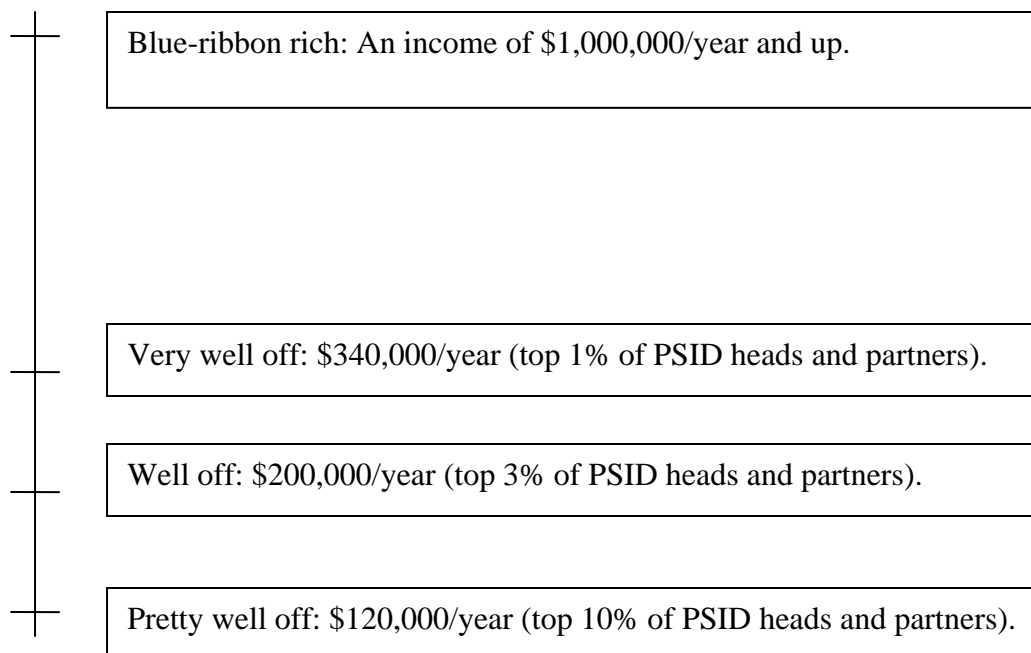 Blue-ribbon rich: An income of $1,000,000/year and up.
Very well off: $340,000/year (top 1% of PSID heads and partners).
Well off: $200,000/year (top 3% of PSID heads and partners).
Pretty well off: $120,000/year (top 10% of PSID heads and partners).